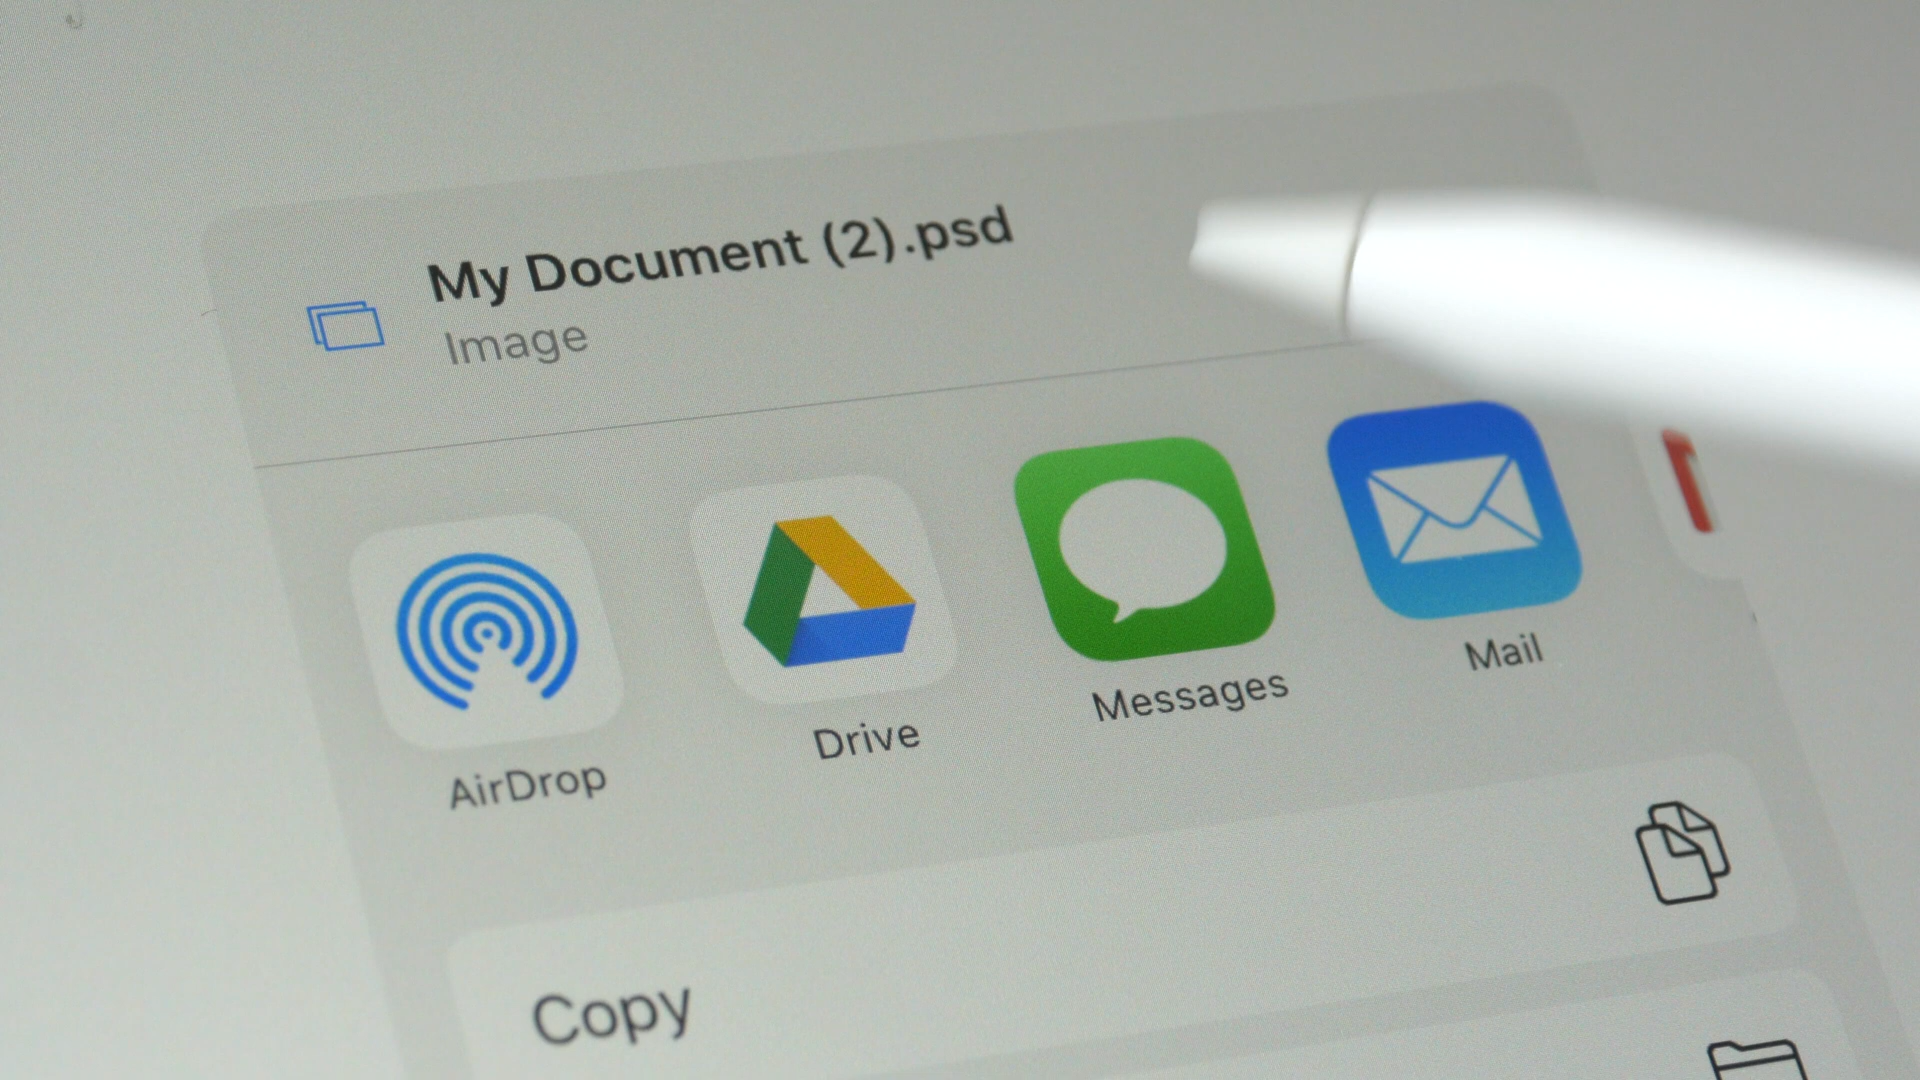 My Document (2).psd
Image
AirDrop
Drive
Messages
Mail
Copy